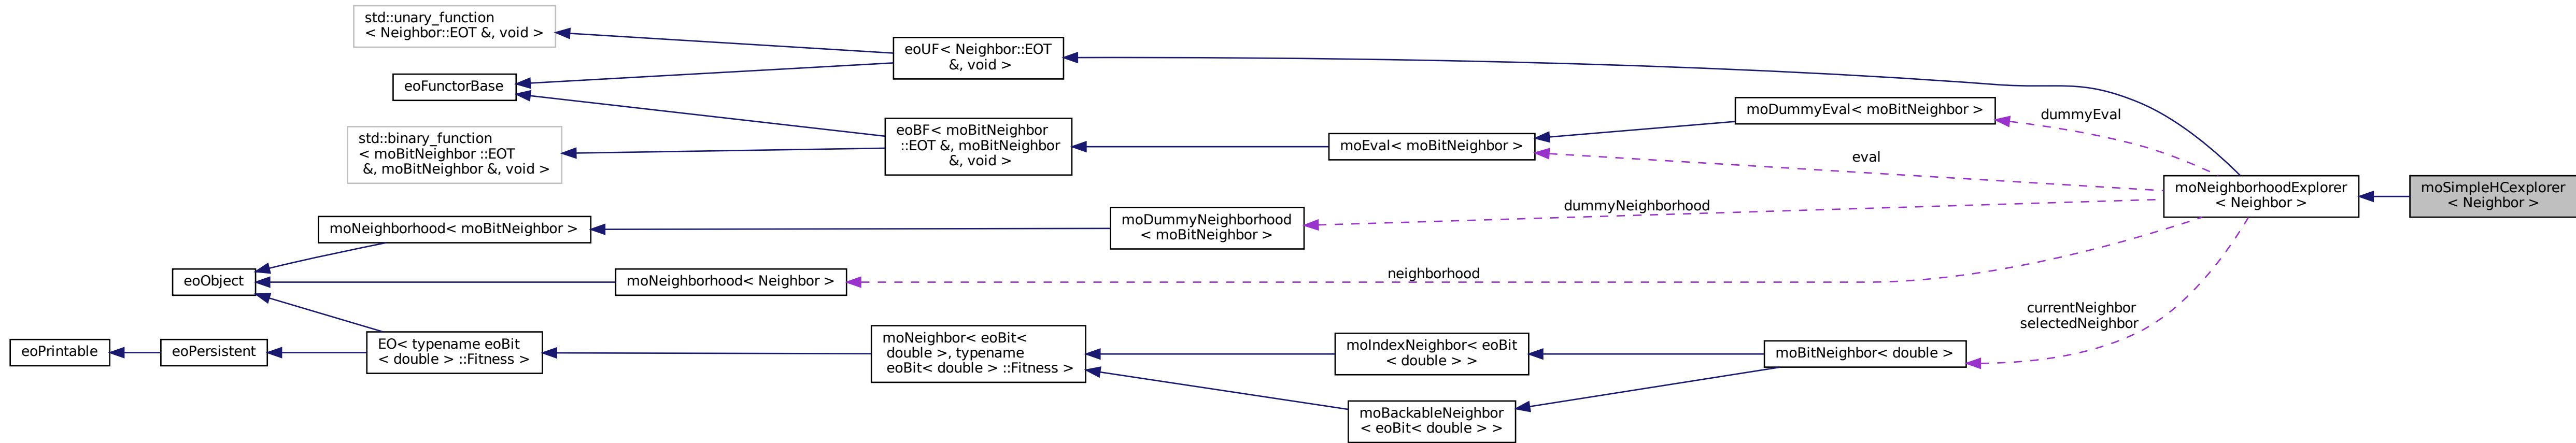 std::unary_function
< Neighbor::EOT &, void >
eoFunctorBase
std::binary_function
< moBitNeighbor ::EOT
&, moBitNeighbor &, void >
eoUF< Neighbor::EOT
&, void >
eoBF< moBitNeighbor
::EOT &, moBitNeighbor
&, void >
moEval< moBitNeighbor >
moDummyEval< moBitNeighbor >
dummyEval
eval
moNeighborhoodExplorer
< Neighbor >
moSimpleHCexplorer
< Neighbor >
moNeighborhood< moBitNeighbor >
moDummyNeighborhood
< moBitNeighbor >
dummyNeighborhood
eoObject
moNeighborhood< Neighbor >
neighborhood
eoPrintable
eoPersistent
EO< typename eoBit
< double > ::Fitness >
moNeighbor< eoBit<
double >, typename
eoBit< double > ::Fitness >
moIndexNeighbor< eoBit
< double > >
moBackableNeighbor
< eoBit< double > >
moBitNeighbor< double >
currentNeighbor
selectedNeighbor